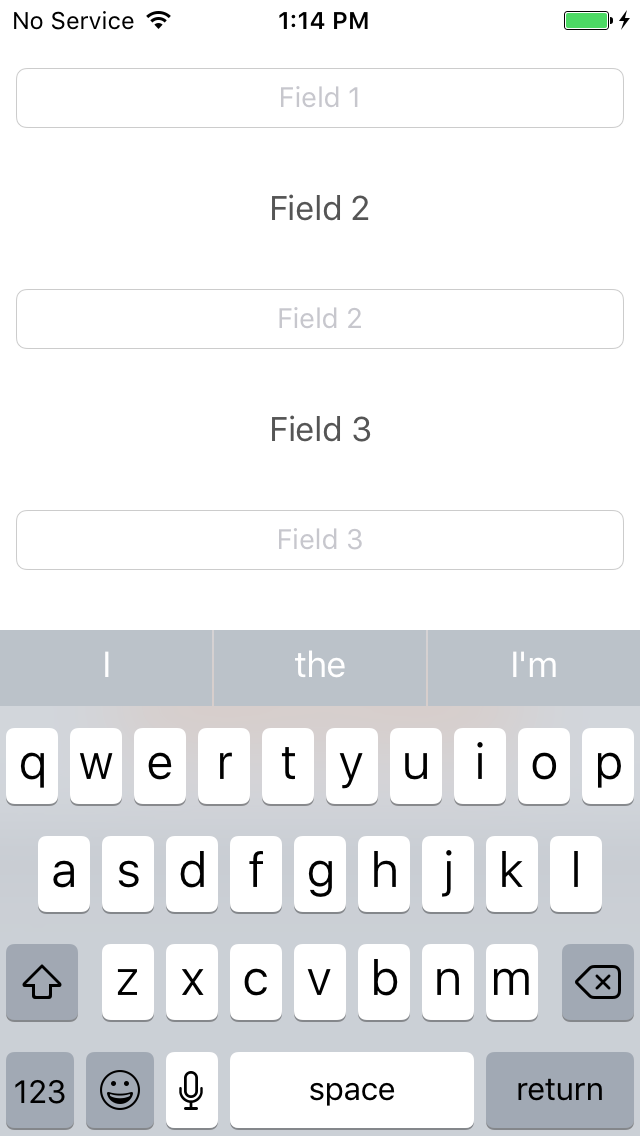 No Service 1:14 PM
Field 1
Field 2
Field 2
Field 3
Field 3
I the I'm
q w e r t y u i o p
a s d f g h j k l
z x c v b n m
123 space return